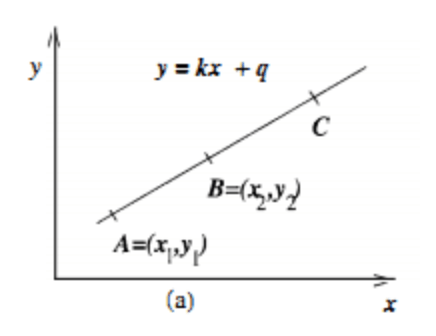 y
y = kx + q
C
B=(x₂,y₂)
A=(x₁,y₁)
(a)
x